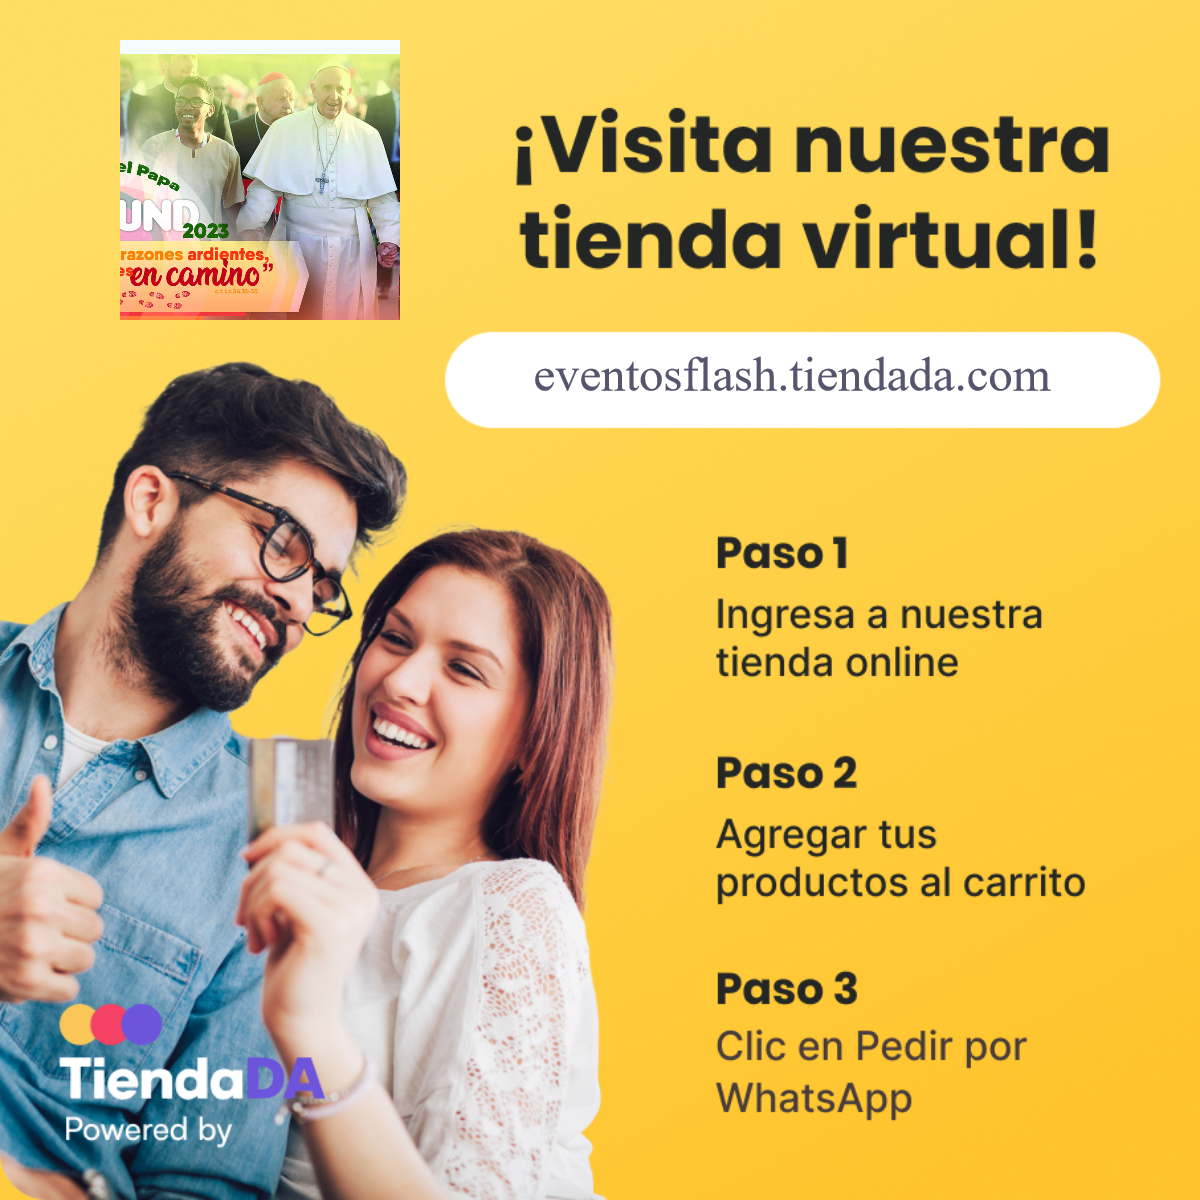 el Papa
2023
razones ardientes,
en camino”
¡Visita nuestra
tienda virtual!
eventosflash.tiendada.com
Paso 1
Ingresa a nuestra
tienda online
Paso 2
Agregar tus
productos al carrito
Paso 3
Clic en Pedir por
WhatsApp
TiendaDA
Powered by